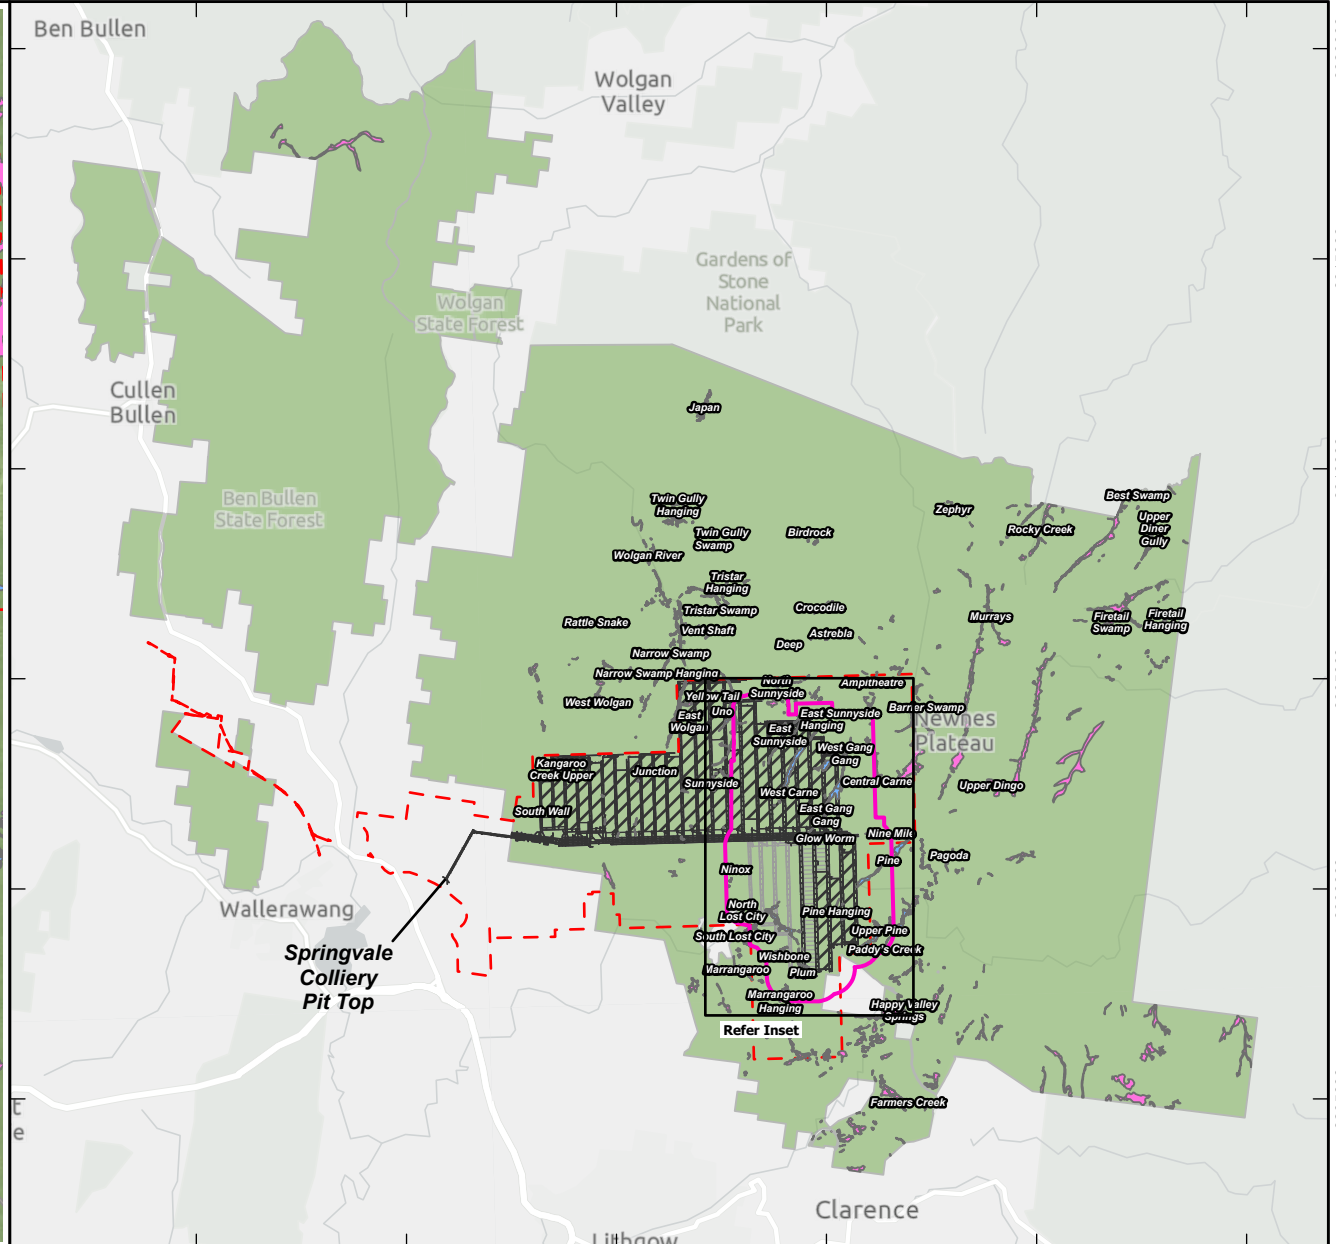 Ben Bullen
Wolgan
Valley
Gardens of
Stone
National
Park
Wolgan
State Forest
Cullen
Bullen
Japan
Ben Bullen
State Forest
Twin Gully
Hanging
Best Swamp
Zephyr
Upper
Diner
Gully
Rocky Creek
Twin Gully
Swamp
Birdrock
Wolgan River
Tristar
Hanging
Tristar Swamp
Crocodile
Murrays
Firetail
Swamp
Firetail
Hanging
Rattle Snake
Vent Shaft
Astrebla
Deep
Narrow Swamp
Narrow Swamp Hanging
North
Sunnyside
Ampitheatre
West Wolgan
Yellow Tail
Uno
East
Wolgan
East Sunnyside
Hanging
Barrier Swamp
Newnes
Plateau
East
Sunnyside
West Gang
Gang
Kangaroo
Creek Upper
Junction
Sunnyside
Central Carne
West Carne
Upper Dingo
South Wall
East Gang
Gang
Glow Worm
Nine Mile
Pine
Pagoda
Ninox
Wallerawang
North
Lost City
Pine Hanging
South Lost City
Upper Pine
Paddy's Creek
Springvale
Colliery
Pit Top
Wishbone
Marrangaroo
Plum
Marrangaroo
Hanging
Happy Valley
Springs
Refer Inset
Farmers Creek
t
e
Clarence
Lithgow